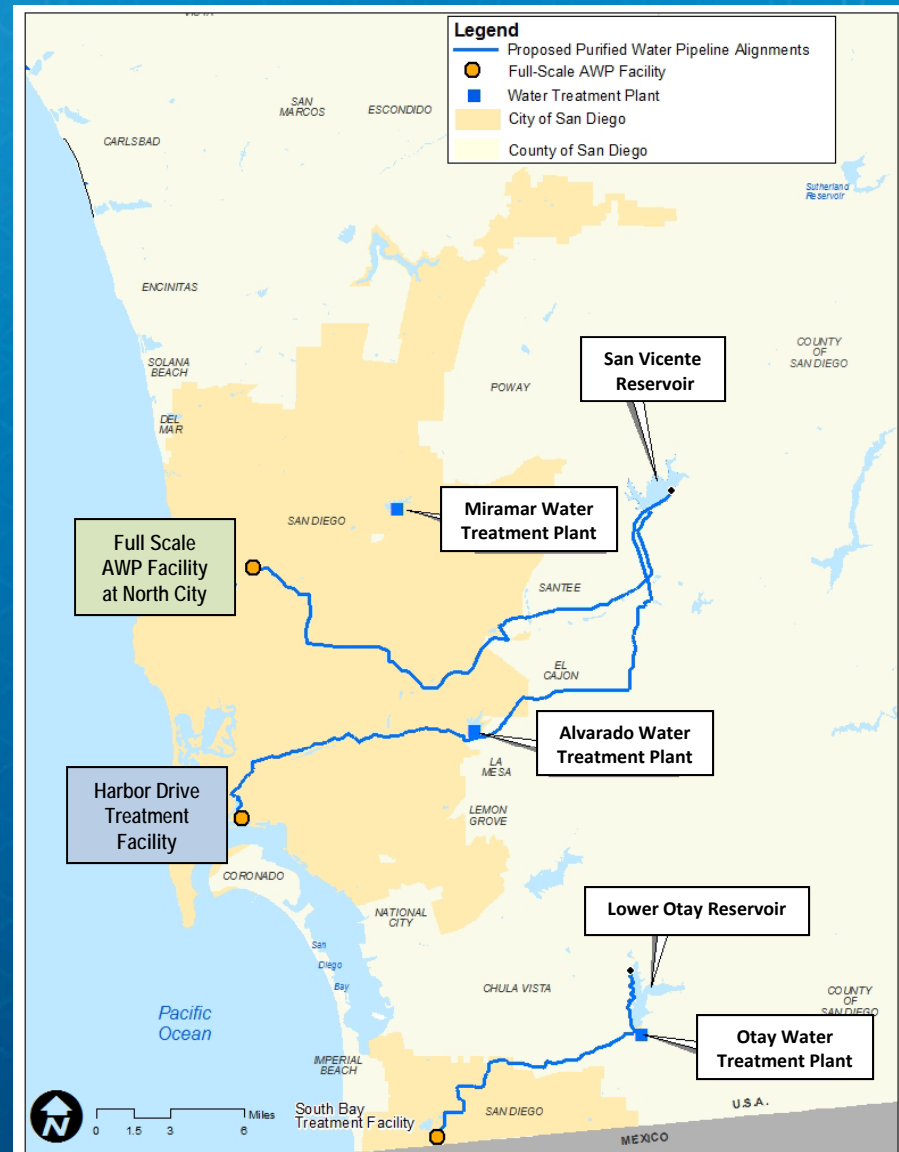 VISTA
Legend
Proposed Purified Water Pipeline Alignments
Full-Scale AWP Facility
Water Treatment Plant
City of San Diego
County of San Diego
SAN
MARCOS
ESCONDIDO
CARLSBAD
Sutherland
Reservoir
ENCINITAS
SOLANA
BEACH
DEL
MAR
POWAY
COUNTY
OF
SAN DIEGO
San Vicente
Reservoir
Miramar Water
Treatment Plant
SAN DIEGO
Full Scale
AWP Facility
at North City
SANTEE
EL
CAJON
Alvarado Water
Treatment Plant
LA
MESA
Harbor Drive
Treatment
Facility
LEMON
GROVE
CORONADO
NATIONAL
CITY
Lower Otay Reservoir
San
Diego
Bay
CHULA VISTA
COUNTY
OF
SAN DIEGO
Pacific
Ocean
Otay Water
Treatment Plant
IMPERIAL
BEACH
N
Miles
0 1.5 3 6
South Bay
Treatment Facility
SAN DIEGO
U.S.A.
MEXICO